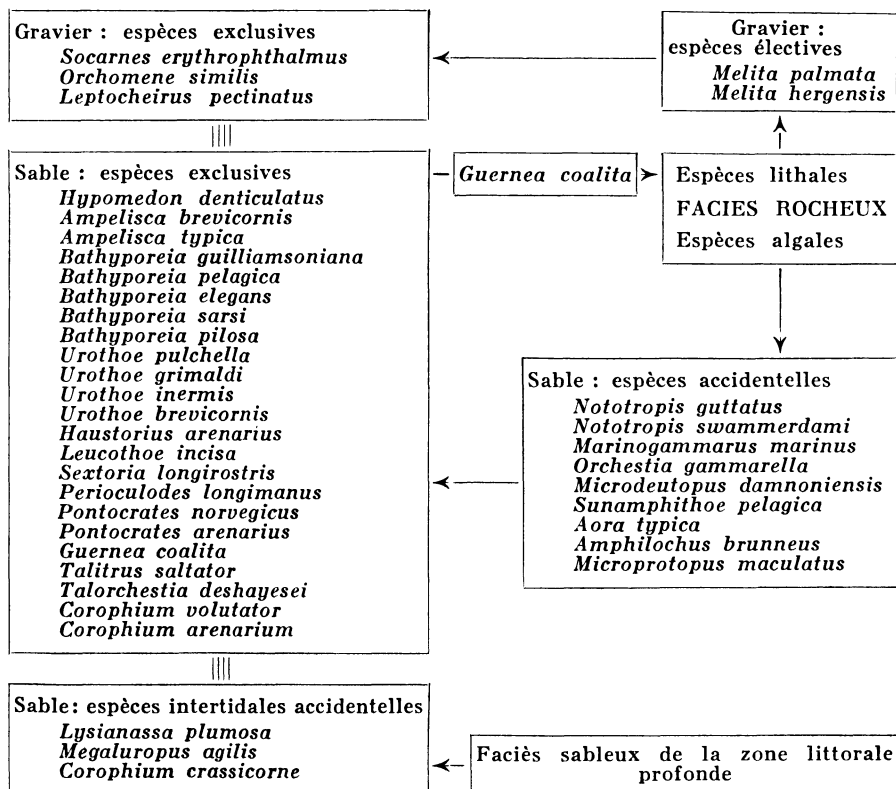 Gravier : espèces exclusives
Socarnes erythrophthalmus
Orchomene similis
Leptocheirus pectinatus
Gravier :
espèces électives
Melita palmata
Melita hergensis
Sable : espèces exclusives
Hypomedon denticulatus
Ampelisca brevicornis
Ampelisca typica
Bathyporeia guilliamsoniana
Bathyporeia pelagica
Bathyporeia elegans
Bathyporeia sarsi
Bathyporeia pilosa
Urothoe pulchella
Urothoe grimaldi
Urothoe inermis
Urothoe brevicornis
Haustorius arenarius
Leucothoe incisa
Sextoria longirostris
Perioculodes longimanus
Pontocrates norvegicus
Pontocrates arenarius
Guernea coalita
Talitrus saltator
Talorchestia deshayesei
Corophium volutator
Corophium arenarium
Guernea coalita
Espèces lithales
FACIES ROCHEUX
Espèces algales
Sable : espèces accidentelles
Nototropis guttatus
Nototropis swammerdami
Marinogammarus marinus
Orchestia gammarella
Microdeutopus damnoniensis
Sunamphithoe pelagica
Aora typica
Amphilochus brunneus
Microprotopus maculatus
Sable : espèces intertidales accidentelles
Lysianassa plumosa
Megaluropus agilis
Corophium crassicorne
Faciès sableux de la zone littorale
profonde